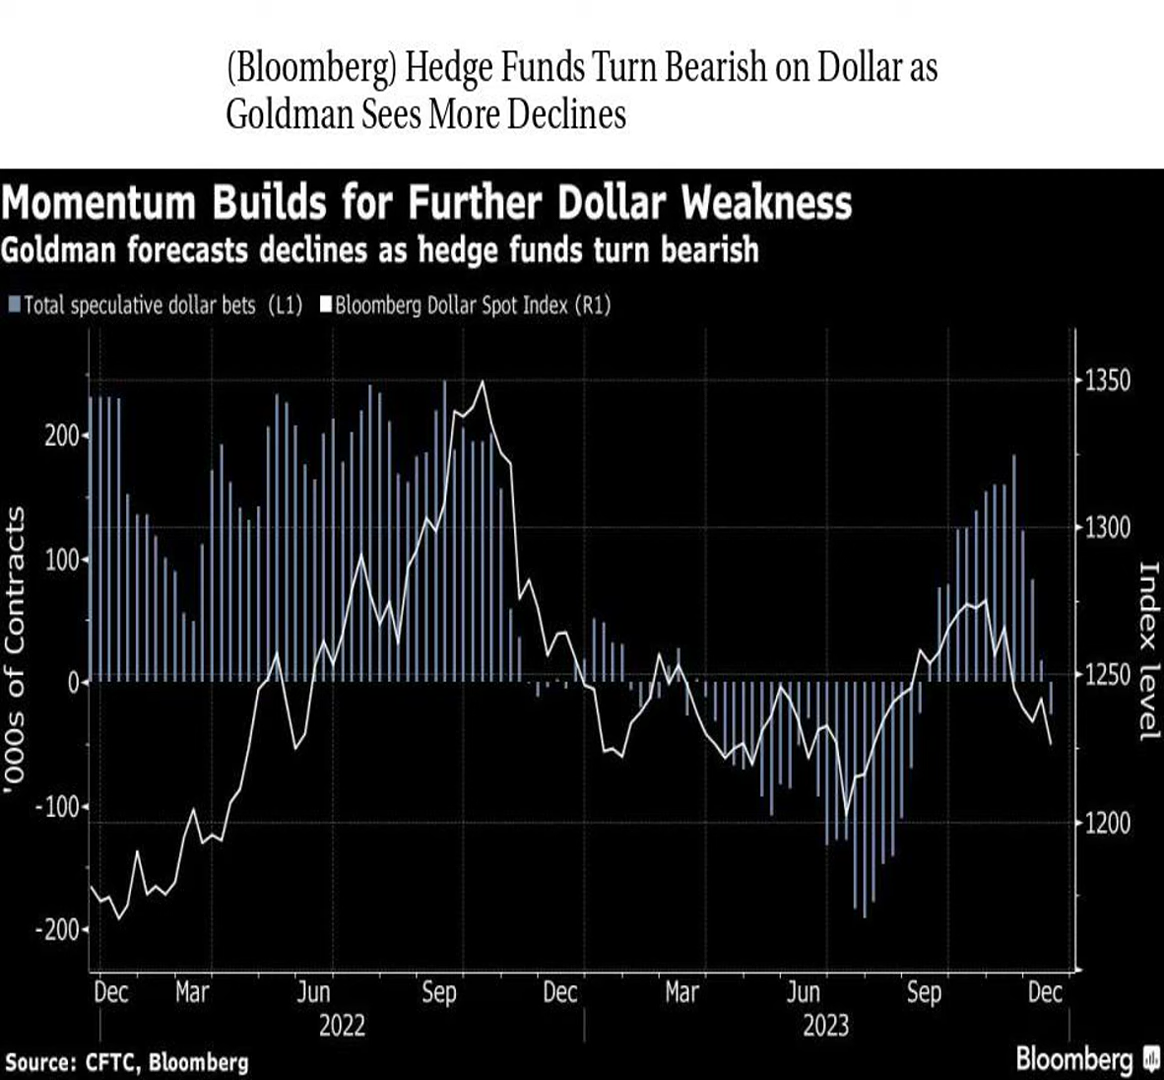 (Bloomberg) Hedge Funds Turn Bearish on Dollar as
Goldman Sees More Declines
Momentum Builds for Further Dollar Weakness
Goldman forecasts declines as hedge funds turn bearish
Total speculative dollar bets (L1) Bloomberg Dollar Spot Index (R1)
'000s of Contracts
200
100
0
-100
-200
1350
1300
1250
1200
Index level
Dec Mar Jun Sep Dec Mar Jun Sep Dec
2022 2023
Source: CFTC, Bloomberg
Bloomberg